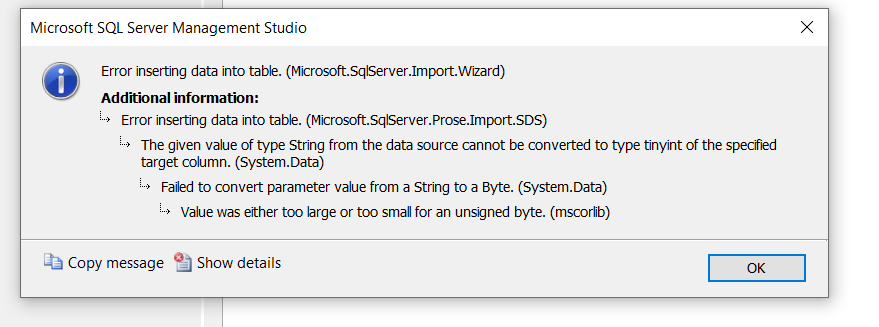 Microsoft SQL Server Management Studio
Error inserting data into table. (Microsoft.SqlServer.Import.Wizard)
Additional information:
Error inserting data into table. (Microsoft.SqlServer.Prose.Import.SDS)
The given value of type String from the data source cannot be converted to type tinyint of the specified
target column. (System.Data)
Failed to convert parameter value from a String to a Byte. (System.Data)
Value was either too large or too small for an unsigned byte. (mscorlib)
Copy message Show details OK